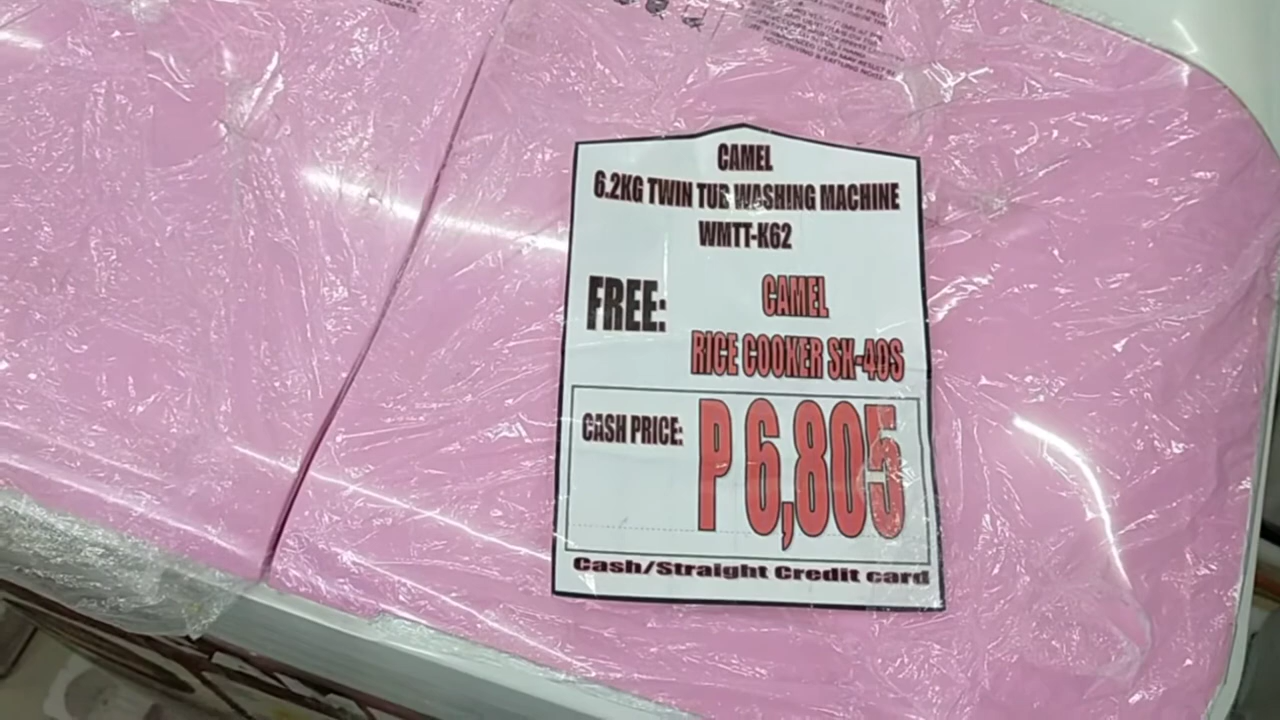 CAMEL
6.2KG TWIN TUB WASHING MACHINE
WMTT-K62
FREE: CAMEL
RICE COOKER SK-40S
CASH PRICE: P 6,805
Cash/Straight Credit card